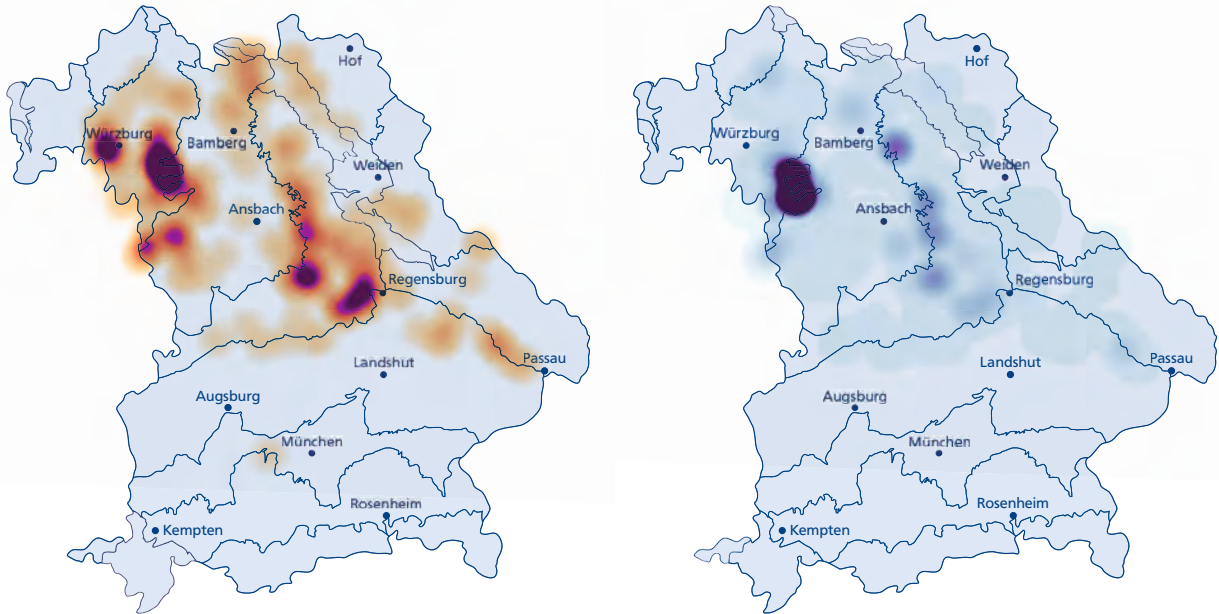 Hof
Würzburg
Bamberg
Weiden
Ansbach
Regensburg
Passau
Landshut
Augsburg
München
Rosenheim
Kempten
Hof
Würzburg
Bamberg
Weiden
Ansbach
Regensburg
Passau
Landshut
Augsburg
München
Rosenheim
Kempten